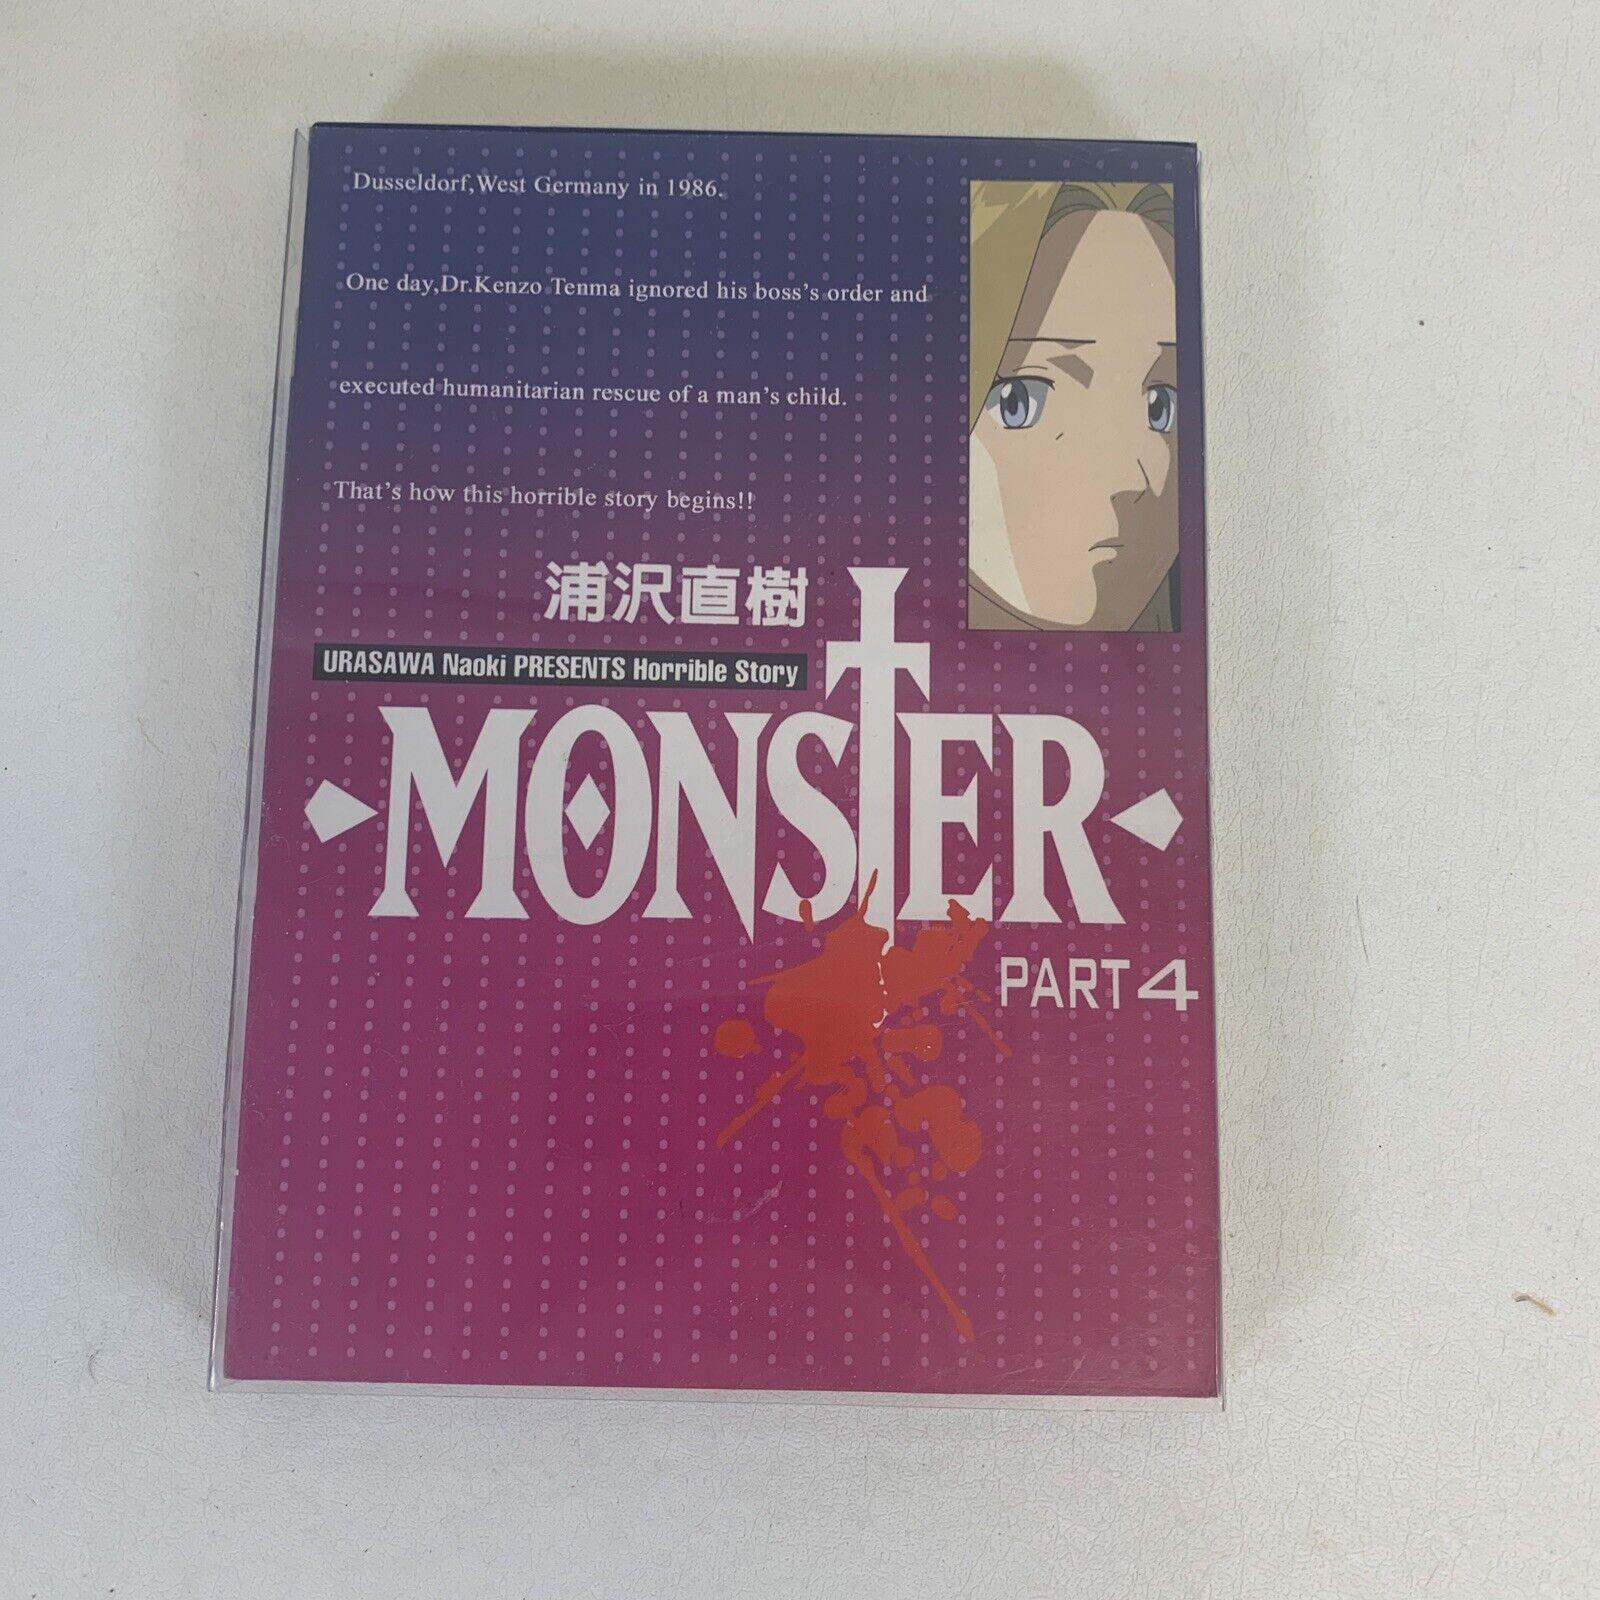 Dusseldorf,West Germany in 1986.
One day,Dr.Kenzo Tenma ignored his boss's order and
executed humanitarian rescue of a man's child.
That's how this horrible story begins!!
浦沢直樹
URASAWA Naoki PRESENTS Horrible Story
MONSTER
PART 4